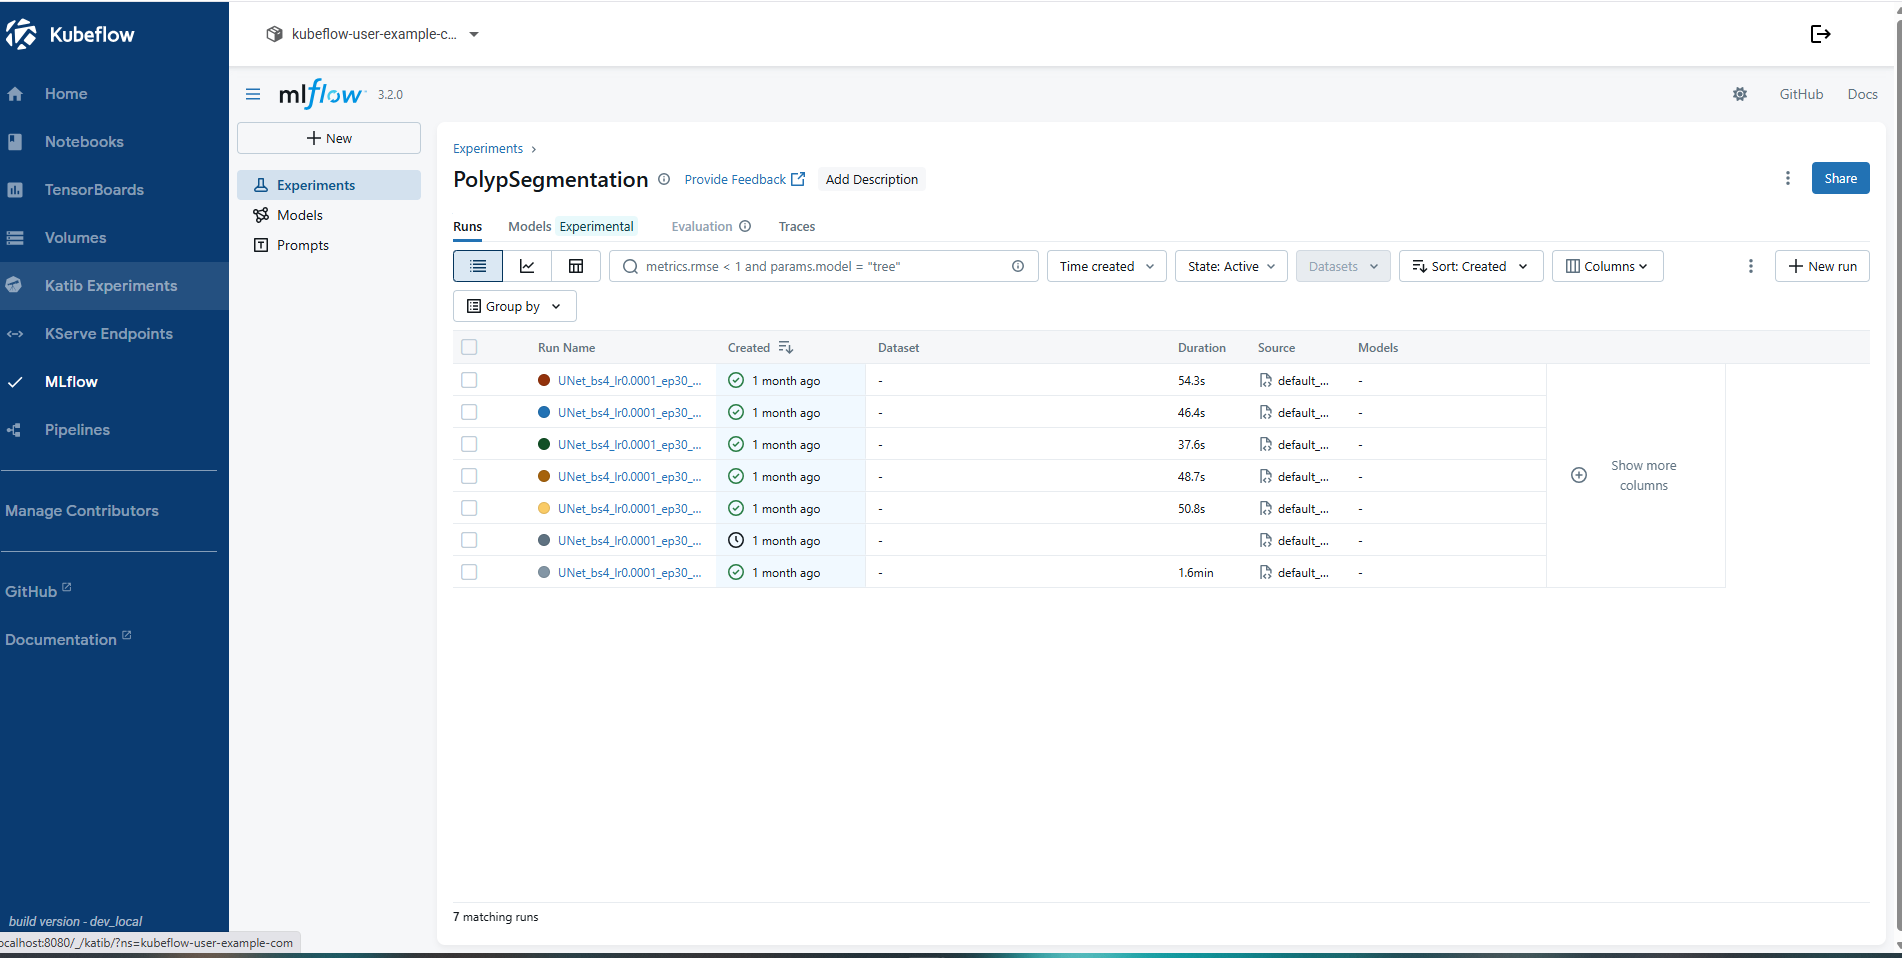 Kubeflow
kubeflow-user-example-c...
Home
Notebooks
TensorBoards
Volumes
Katib Experiments
KServe Endpoints
MLflow
Pipelines
Manage Contributors
GitHub
Documentation
build version - dev_local
ocalhost:8080/_/katib/?ns=kubeflow-user-example-com
mlflow 3.2.0
GitHub Docs
New
Experiments
Models
Prompts
Experiments ›
PolypSegmentation Provide Feedback Add Description
Share
Runs Models Experimental Evaluation Traces
metrics.rmse < 1 and params.model = "tree" Time created State: Active Datasets Sort: Created Columns New run
Group by
Run Name Created Dataset Duration Source Models
UNet_bs4_lr0.0001_ep30_... 1 month ago - 54.3s default_... -
UNet_bs4_lr0.0001_ep30_... 1 month ago - 46.4s default_... -
UNet_bs4_lr0.0001_ep30_... 1 month ago - 37.6s default_... -
UNet_bs4_lr0.0001_ep30_... 1 month ago - 48.7s default_... -
UNet_bs4_lr0.0001_ep30_... 1 month ago - 50.8s default_... -
UNet_bs4_lr0.0001_ep30_... 1 month ago - default_... -
UNet_bs4_lr0.0001_ep30_... 1 month ago - 1.6min default_... -
Show more
columns
7 matching runs